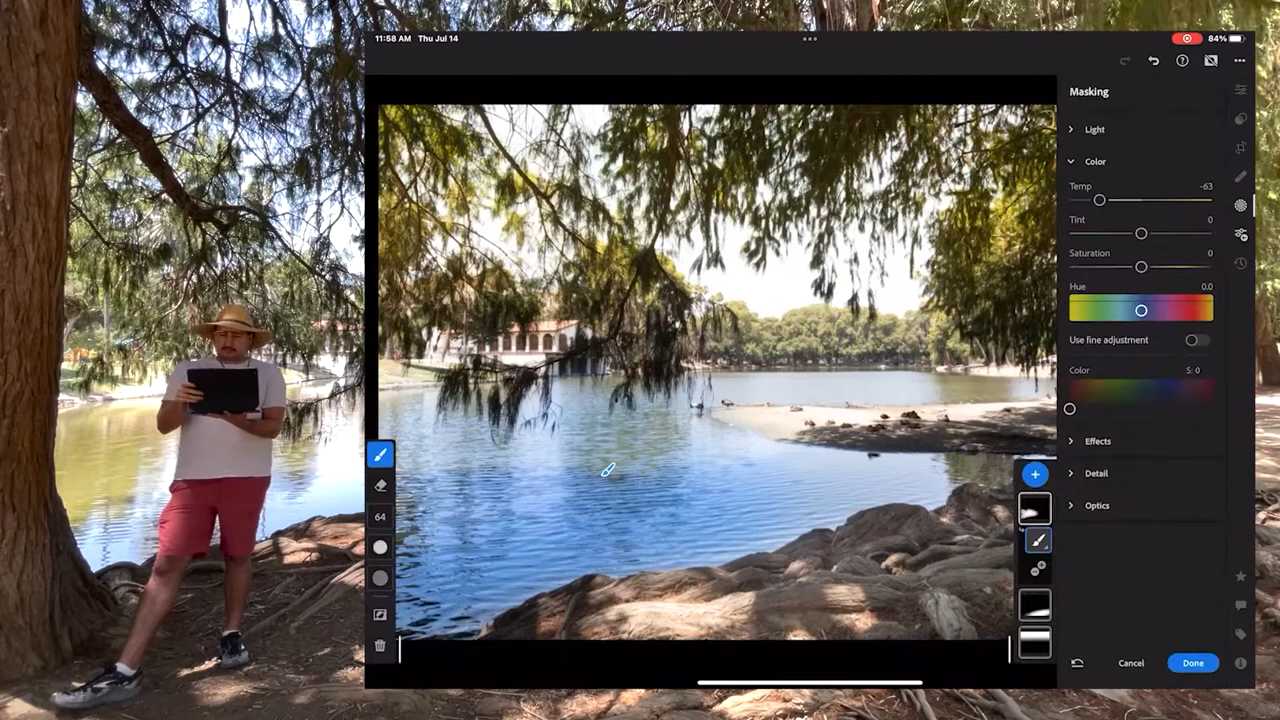 11:58 AM Thu Jul 14
84%
Masking
Light
Color
Temp -63
Tint 0
Saturation 0
Hue 0.0
Use fine adjustment
Color S: 0
Effects
64
Detail
Optics
Cancel
Done